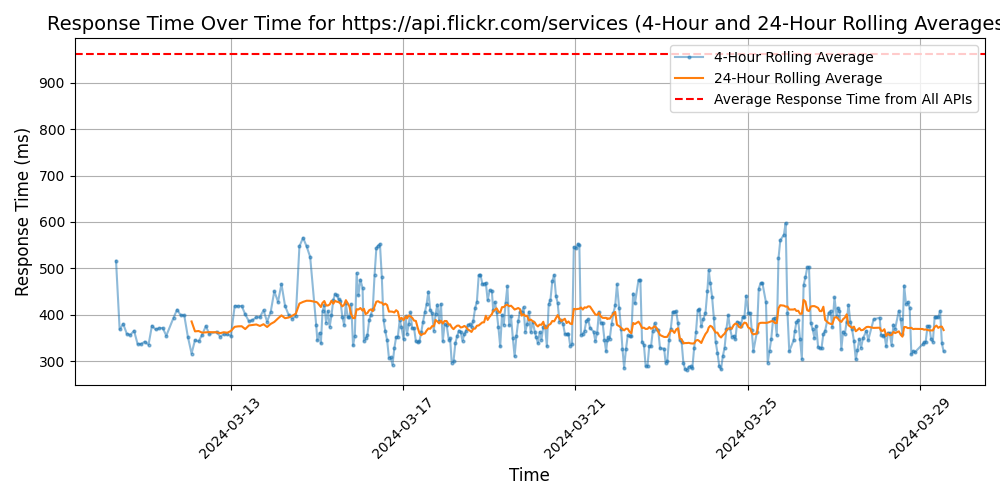 Response Time Over Time for https://api.flickr.com/services (4-Hour and 24-Hour Rolling Averages
4-Hour Rolling Average
24-Hour Rolling Average
Average Response Time from All APIs
Response Time (ms)
900
800
700
600
500
400
300
2024-03-13
2024-03-17
2024-03-21
2024-03-25
2024-03-29
Time